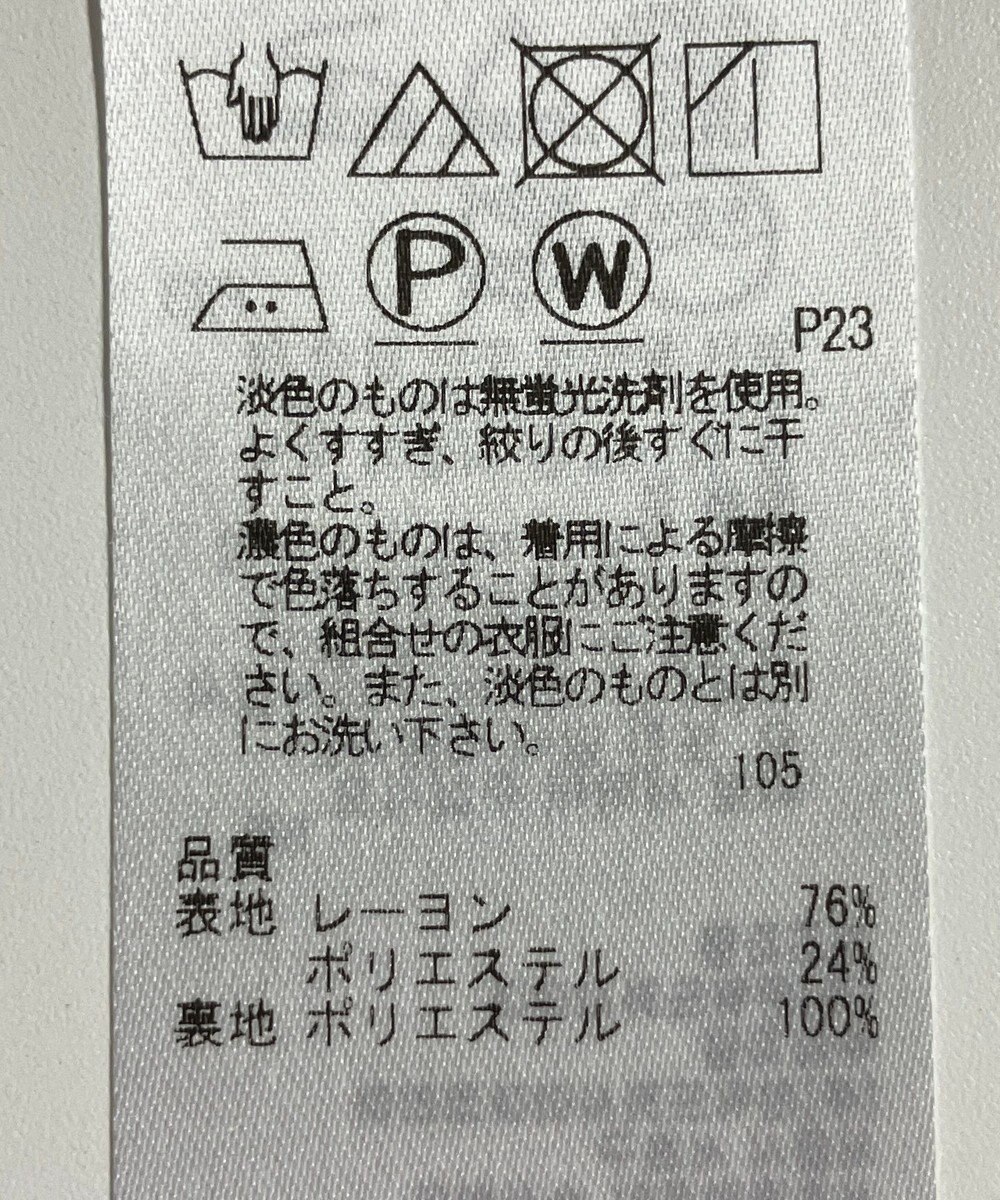 P W
P23
淡色のものは無蛍光洗剤を使用。
よくすすぎ、絞りの後すぐに干
すこと。
濃色のものは、着用による摩擦
で色落ちすることがありますの
で、組合せの衣服にご注意くだ
さい。また、淡色のものとは別
にお洗い下さい。
105
品質
表地 レーヨン 76%
ポリエステル 24%
裏地 ポリエステル 100%